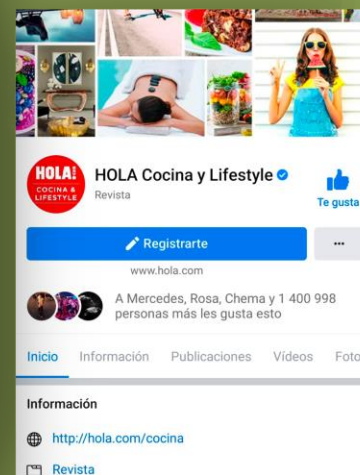 HOLA!
COCINA &
LIFESTYLE
HOLA Cocina y Lifestyle
Revista
Te gusta
Registrarte
...
www.hola.com
A Mercedes, Rosa, Chema y 1 400 998
personas más les gusta esto
Inicio Información Publicaciones Vídeos Foto
Información
http://hola.com/cocina
Revista